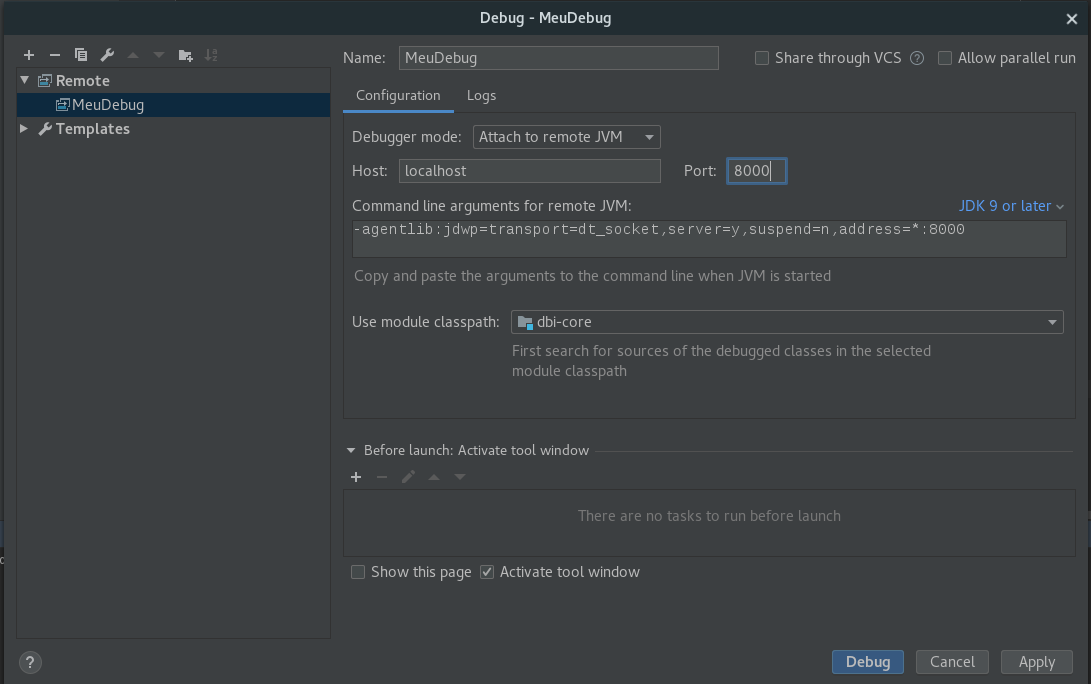 Debug - MeuDebug
Name: MeuDebug Share through VCS ? Allow parallel run
Remote
MeuDebug
Templates
Configuration Logs
Debugger mode: Attach to remote JVM
Host: localhost Port: 8000
Command line arguments for remote JVM: JDK 9 or later
-agentlib:jdwp=transport=dt_socket,server=y,suspend=n,address=*:8000
Copy and paste the arguments to the command line when JVM is started
Use module classpath: dbi-core
First search for sources of the debugged classes in the selected
module classpath
Before launch: Activate tool window
There are no tasks to run before launch
Show this page Activate tool window
? Debug Cancel Apply